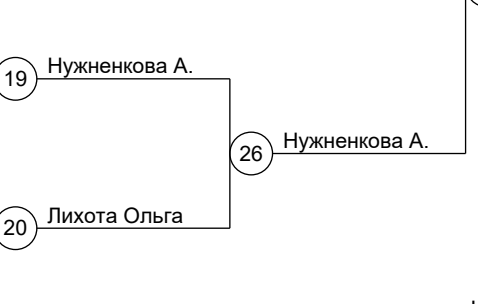 19 Нужненкова А.
26 Нужненкова А.
20 Лихота Ольга